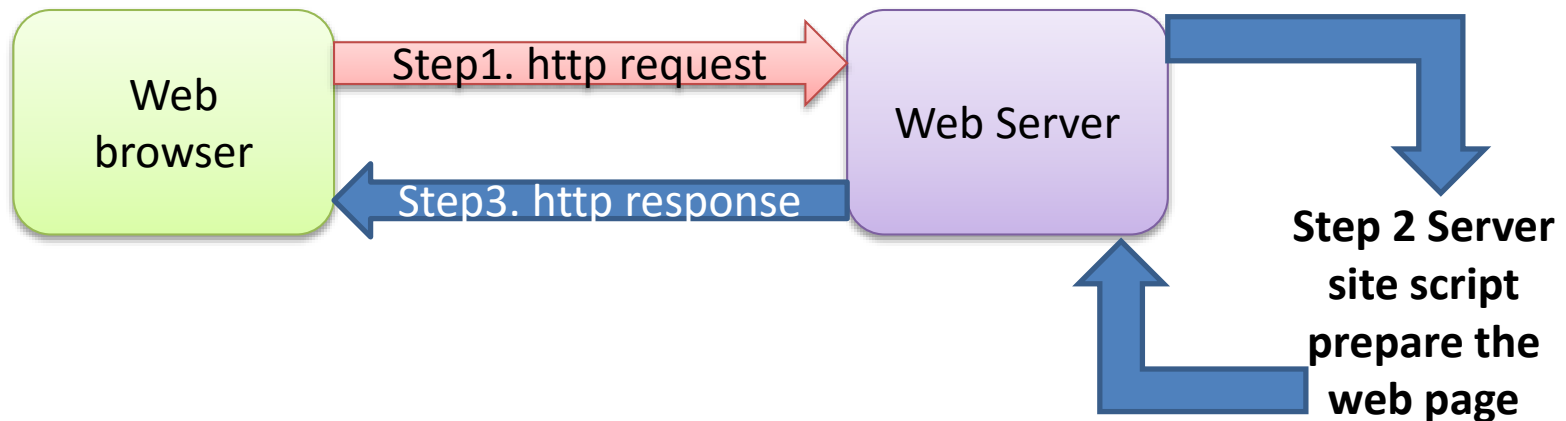 Web
browser
Step1. http request
Web Server
Step3. http response
Step 2 Server
site script
prepare the
web page